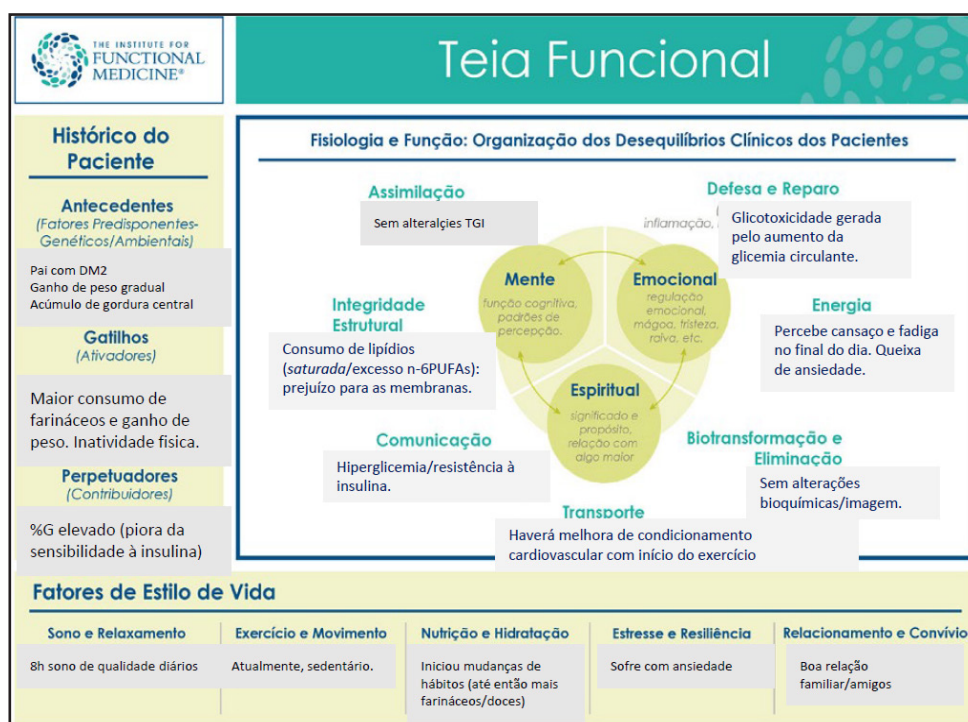 THE INSTITUTE FOR
FUNCTIONAL
MEDICINE®
Teia Funcional
Histórico do
Paciente
Antecedentes
(Fatores Predisponentes-
Genéticos/Ambientais)
Pai com DM2
Ganho de peso gradual
Acúmulo de gordura central
Gatilhos
(Ativadores)
Maior consumo de
farináceos e ganho de
peso. Inatividade fisica.
Perpetuadores
(Contribuidores)
%G elevado (piora da
sensibilidade à insulina)
Fisiologia e Função: Organização dos Desequilíbrios Clínicos dos Pacientes
Assimilação
Sem alteralçies TGI
Defesa e Reparo
inflamação,
Glicotoxicidade gerada
pelo aumento da
glicemia circulante.
Mente
função cognitiva,
padrões de
percepção.
Emocional
regulação
emocional,
mágoa, tristeza,
raiva, etc.
Integridade
Estrutural
Consumo de lipídios
(saturada/excesso n-6PUFAs):
prejuízo para as membranas.
Energia
Percebe cansaço e fadiga
no final do dia. Queixa
de ansiedade.
Espiritual
significado e
propósito,
relação com
algo maior
Comunicação
Hiperglicemia/resistência à
insulina.
Biotransformação e
Eliminação
Sem alterações
bioquímicas/imagem.
Transporte
Haverá melhora de condicionamento
cardiovascular com início do exercício
Fatores de Estilo de Vida
Sono e Relaxamento
8h sono de qualidade diários
Exercício e Movimento
Atualmente, sedentário.
Nutrição e Hidratação
Iniciou mudanças de
hábitos (até então mais
farináceos/doces)
Estresse e Resiliência
Sofre com ansiedade
Relacionamento e Convívio
Boa relação
familiar/amigos